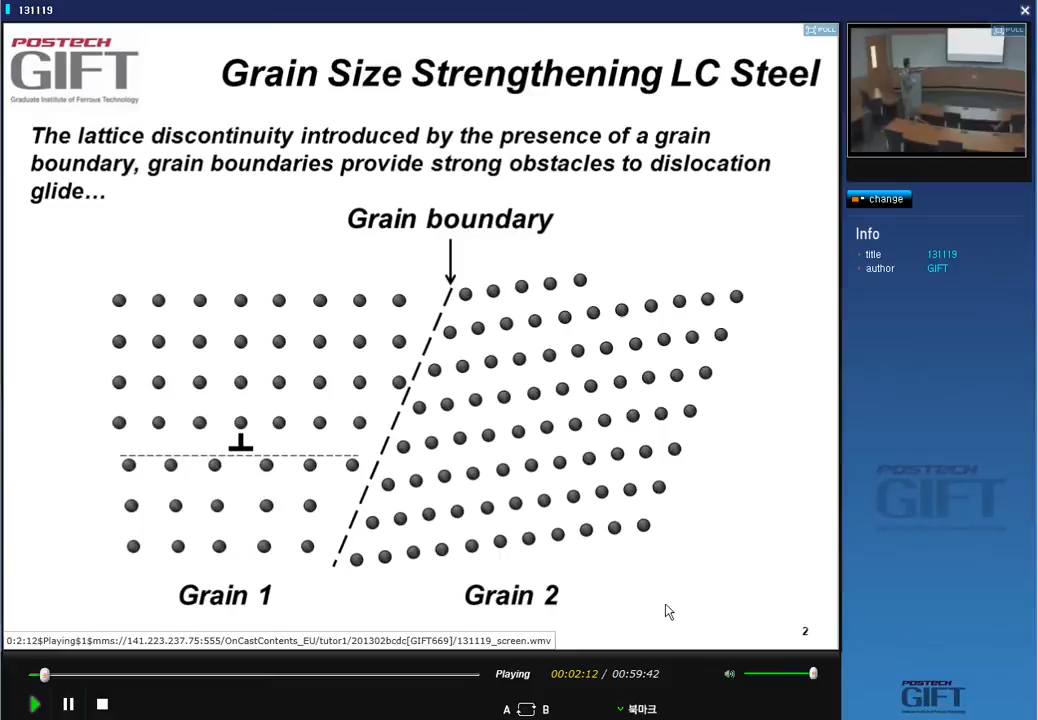 131119
FULL
FULL
POSTECH
GIFT
Graduate Institute of Ferrous Technology
Grain Size Strengthening LC Steel
The lattice discontinuity introduced by the presence of a grain
boundary, grain boundaries provide strong obstacles to dislocation
glide…
Grain boundary
Grain 1
Grain 2
2
0:2:12$Playing$1$mms://141.223.237.75:555/OnCastContents_EU/tutor1/201302bcdc[GIFT669]/131119_screen.wmv
Playing
00:02:12 / 00:59:42
A B
북마크
change
Info
title 131119
author GIFT
POSTECH
GIFT
POSTECH
GIFT